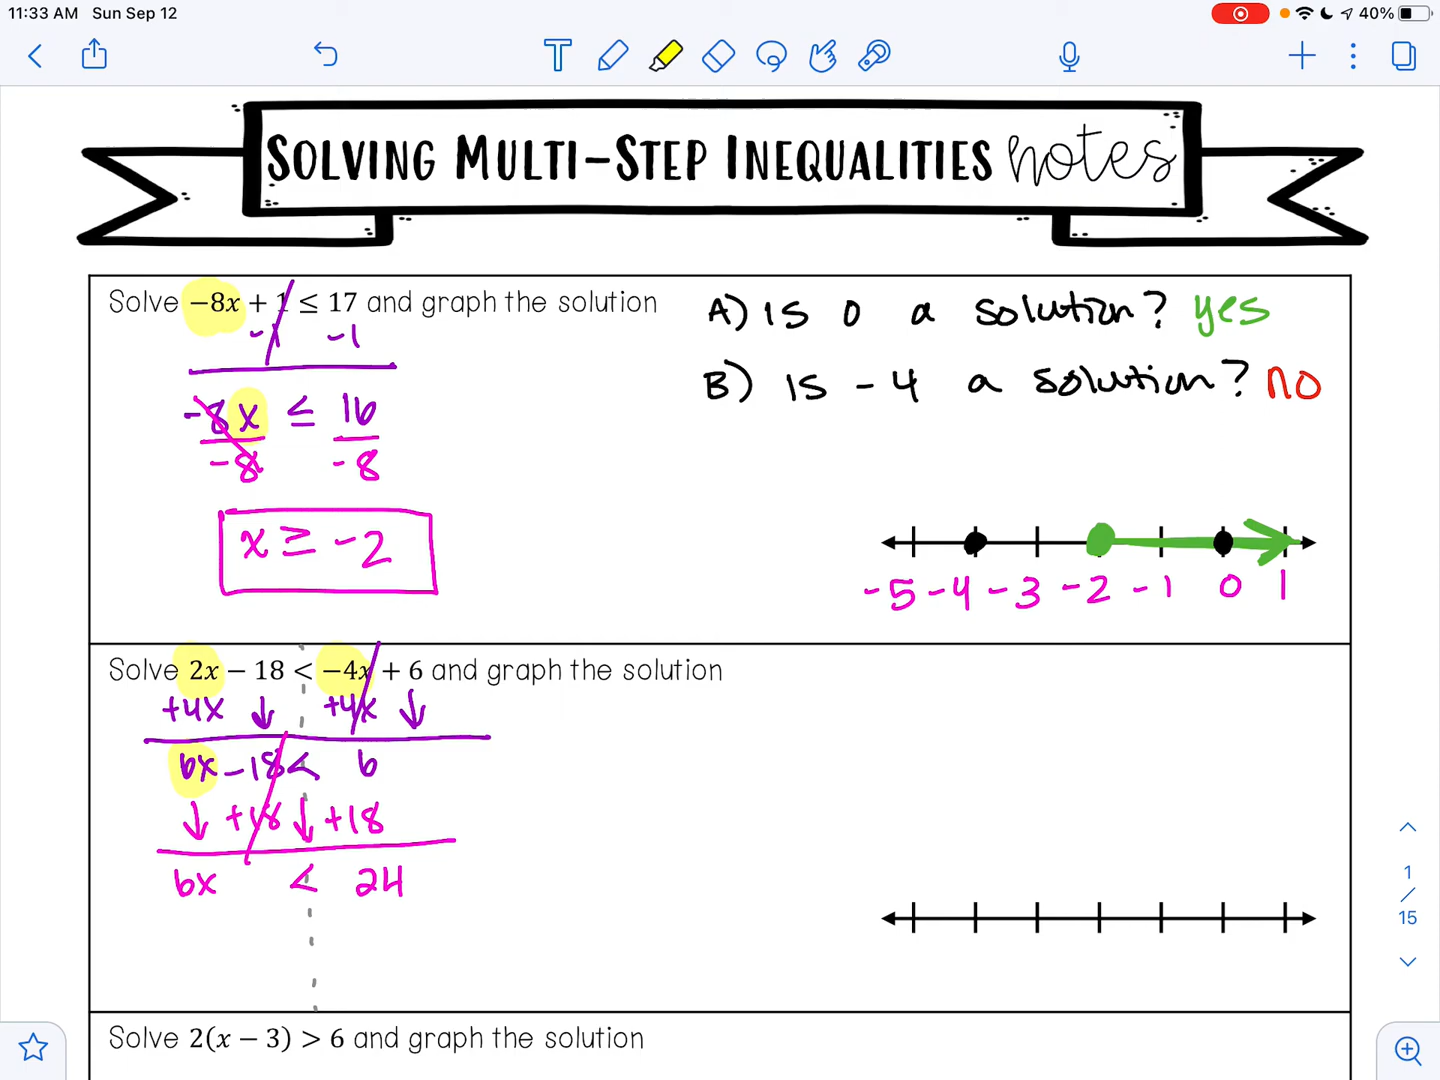 11:33 AM Sun Sep 12
40%
SOLVING MULTI-STEP INEQUALITIES notes
Solve −8x + 1 ≤ 17 and graph the solution
-1 -1
-8x ≤ 16
-8 -8
x ≥ -2
A) is 0 a solution? yes
B) is -4 a solution? no
-5 -4 -3 -2 -1 0 1
Solve 2x − 18 < −4x + 6 and graph the solution
+4x ↓ +4x ↓
6x -18 < 6
↓ +18 ↓ +18
6x < 24
1
/
15
Solve 2(x − 3) > 6 and graph the solution